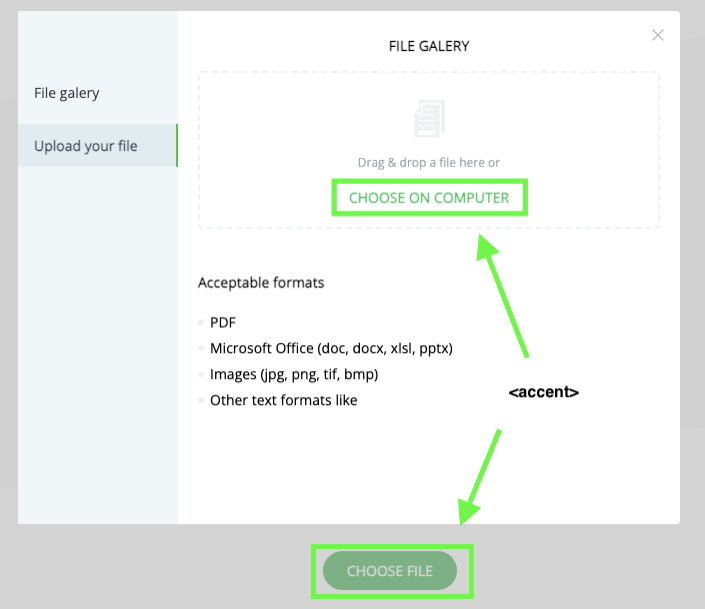 FILE GALERY
File galery
Upload your file
Drag & drop a file here or
CHOOSE ON COMPUTER
Acceptable formats
PDF
Microsoft Office (doc, docx, xlsl, pptx)
Images (jpg, png, tif, bmp)
Other text formats like
<accent>
CHOOSE FILE